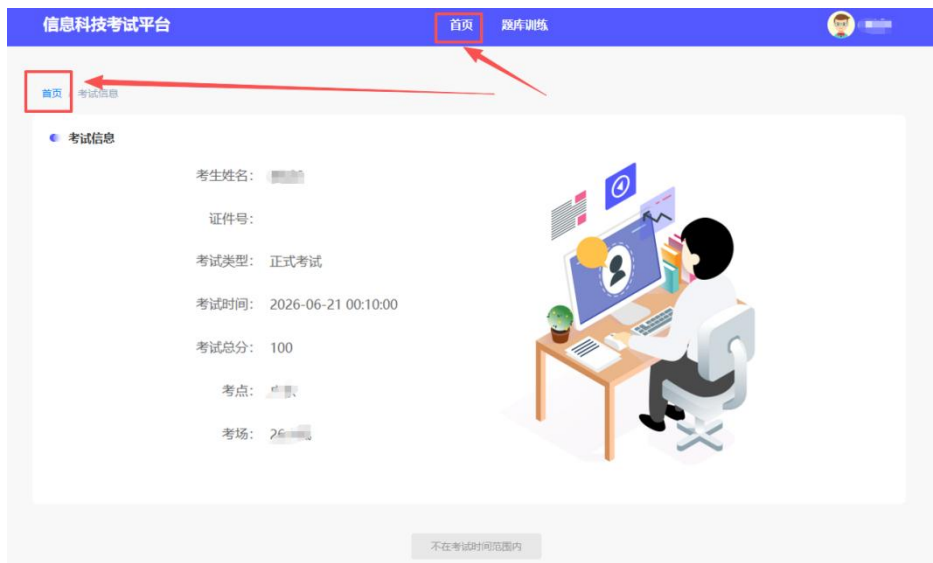 信息科技考试平台 首页 题库训练
首页 考试信息
考试信息
考生姓名：
证件号：
考试类型： 正式考试
考试时间： 2026-06-21 00:10:00
考试总分： 100
考点：
考场：
不在考试时间范围内